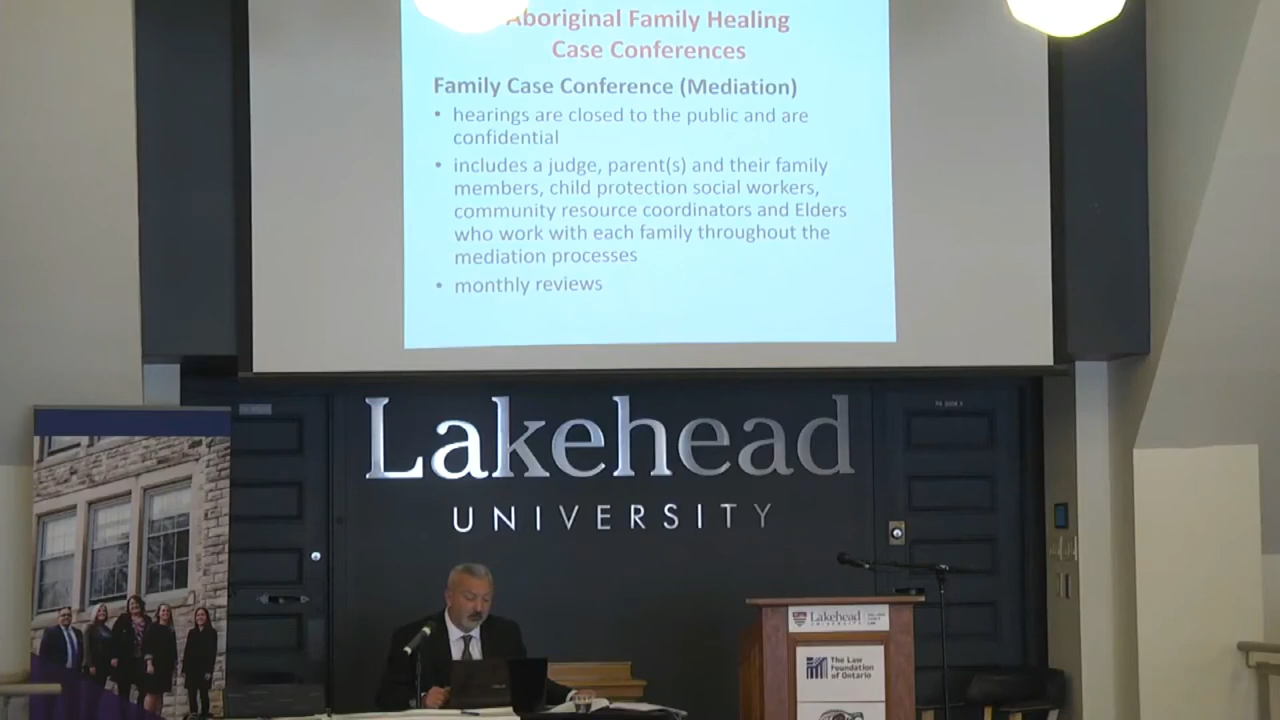 Aboriginal Family Healing
Case Conferences
Family Case Conference (Mediation)
• hearings are closed to the public and are
confidential
• includes a judge, parent(s) and their family
members, child protection social workers,
community resource coordinators and Elders
who work with each family throughout the
mediation processes
• monthly reviews
Lakehead
UNIVERSITY
Lakehead
UNIVERSITY
The Law
Foundation
of Ontario